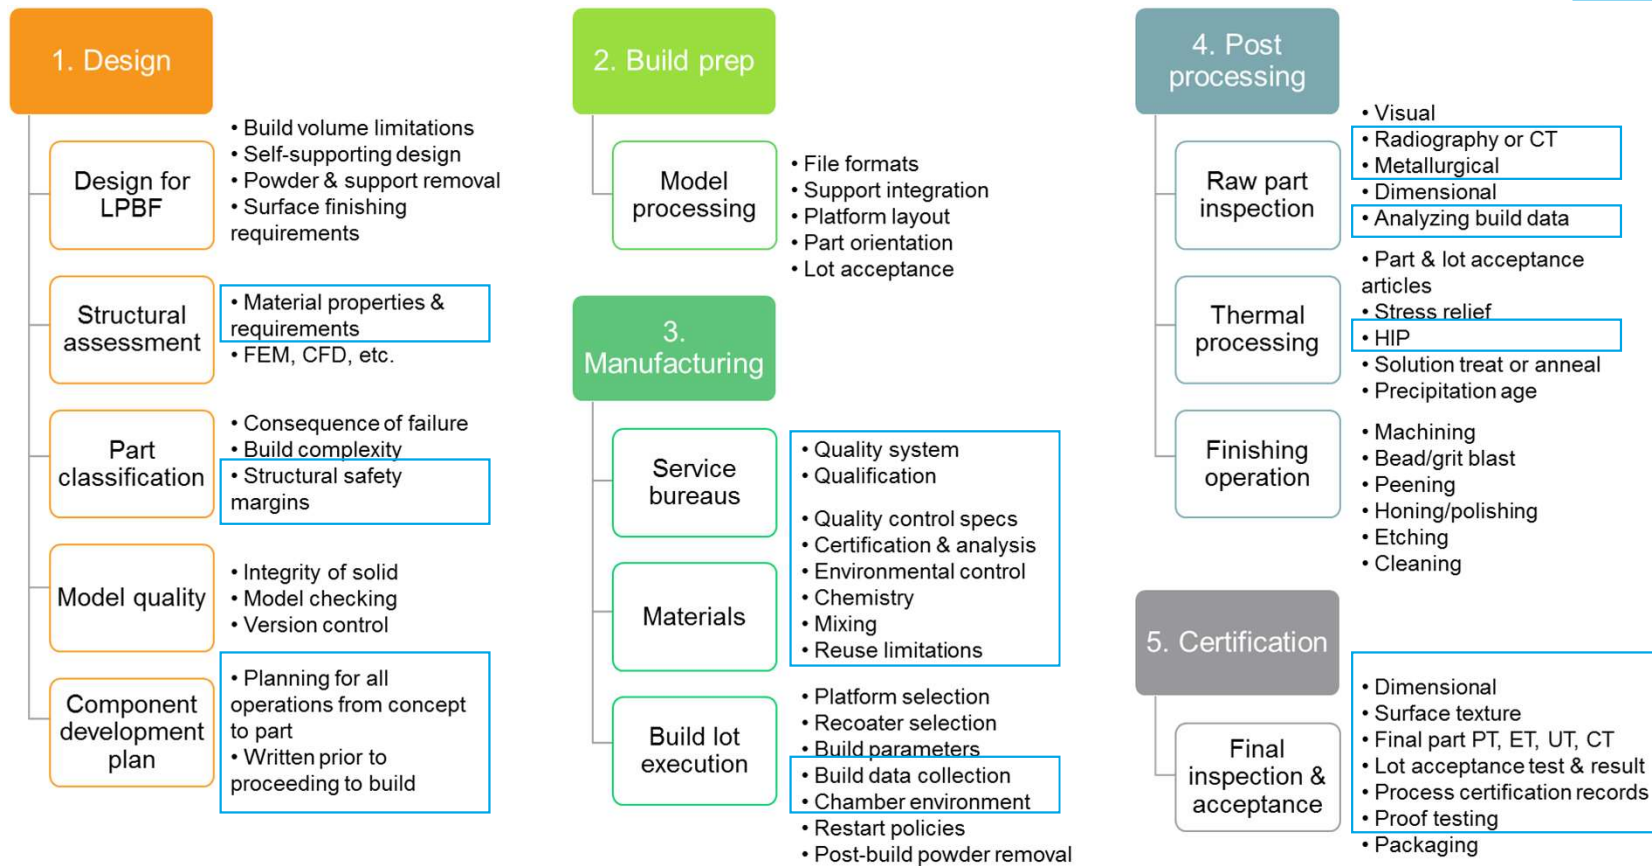 1. Design
Design for
LPBF
• Build volume limitations
• Self-supporting design
• Powder & support removal
• Surface finishing
requirements
Structural
assessment
• Material properties &
requirements
• FEM, CFD, etc.
Part
classification
• Consequence of failure
• Build complexity
• Structural safety
margins
Model quality
• Integrity of solid
• Model checking
• Version control
Component
development
plan
• Planning for all
operations from concept
to part
• Written prior to
proceeding to build
2. Build prep
Model
processing
• File formats
• Support integration
• Platform layout
• Part orientation
• Lot acceptance
3.
Manufacturing
Service
bureaus
• Quality system
• Qualification
Materials
• Quality control specs
• Certification & analysis
• Environmental control
• Chemistry
• Mixing
• Reuse limitations
Build lot
execution
• Platform selection
• Recoater selection
• Build parameters
• Build data collection
• Chamber environment
• Restart policies
• Post-build powder removal
4. Post
processing
Raw part
inspection
• Visual
• Radiography or CT
• Metallurgical
• Dimensional
• Analyzing build data
Thermal
processing
• Part & lot acceptance
articles
• Stress relief
• HIP
• Solution treat or anneal
• Precipitation age
Finishing
operation
• Machining
• Bead/grit blast
• Peening
• Honing/polishing
• Etching
• Cleaning
5. Certification
Final
inspection &
acceptance
• Dimensional
• Surface texture
• Final part PT, ET, UT, CT
• Lot acceptance test & result
• Process certification records
• Proof testing
• Packaging